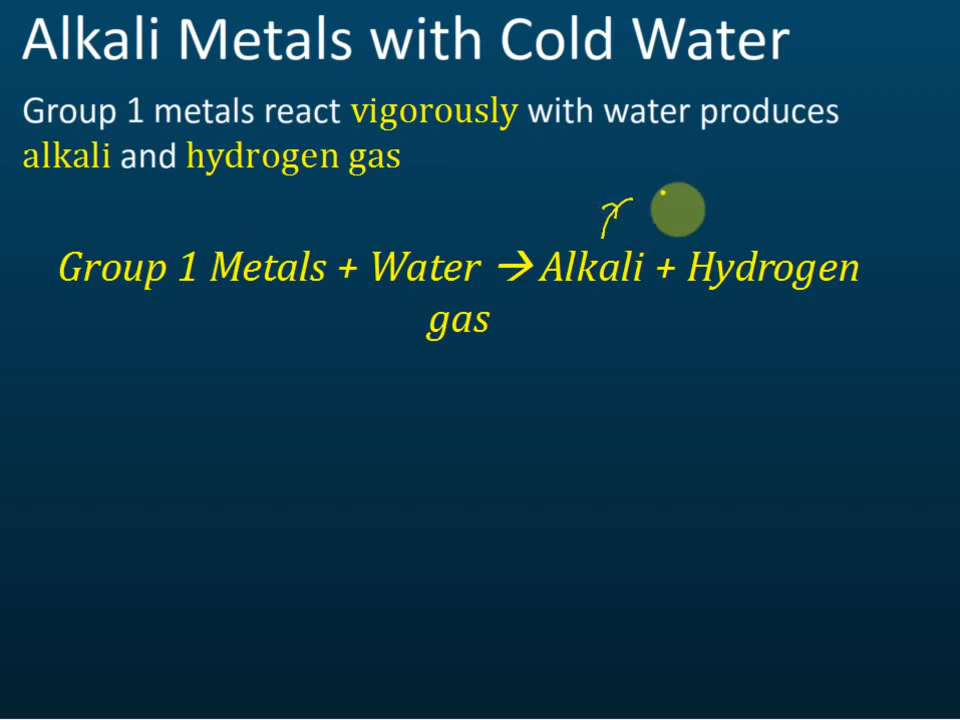 Alkali Metals with Cold Water
Group 1 metals react vigorously with water produces
alkali and hydrogen gas
Group 1 Metals + Water → Alkali + Hydrogen
gas